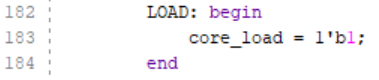 182 LOAD: begin
183 core_load = 1'b1;
184 end